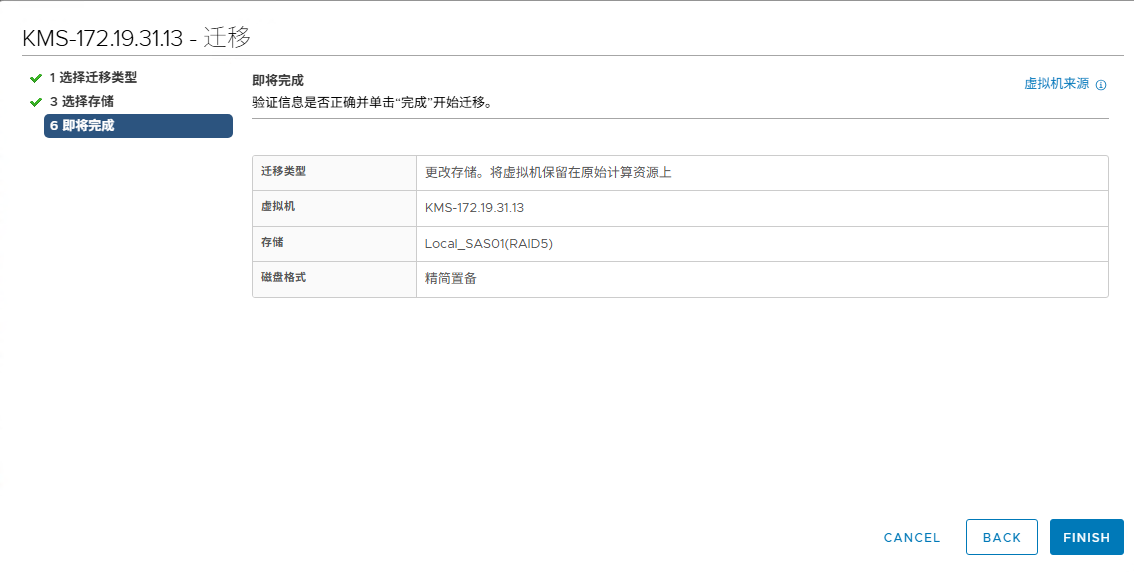 KMS-172.19.31.13 - 迁移
1 选择迁移类型
3 选择存储
6 即将完成
即将完成
验证信息是否正确并单击“完成”开始迁移。
虚拟机来源
迁移类型 更改存储。将虚拟机保留在原始计算资源上
虚拟机 KMS-172.19.31.13
存储 Local_SAS01(RAID5)
磁盘格式 精简置备
CANCEL BACK FINISH